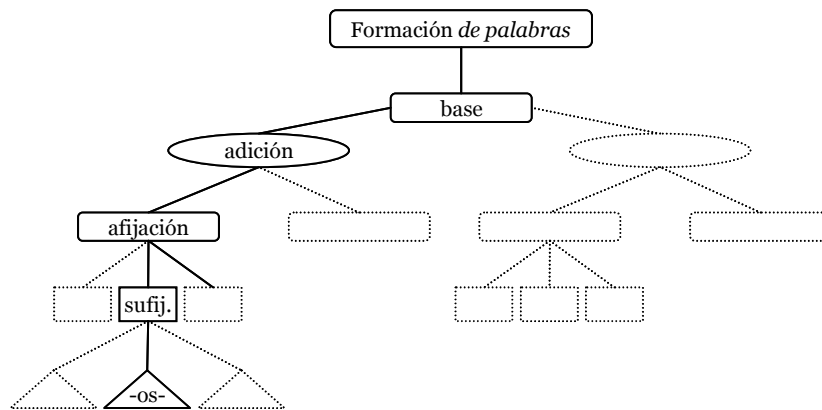 Formación de palabras
base
adición
afijación
sufij.
-os-